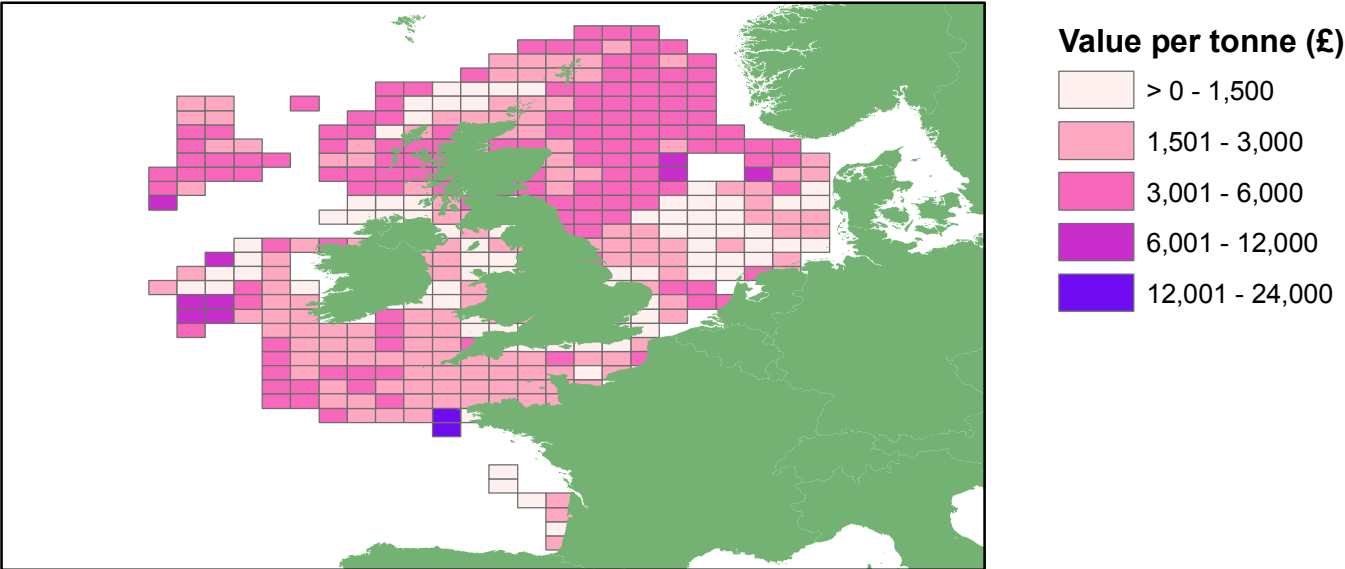 Value per tonne (£)
> 0 - 1,500
1,501 - 3,000
3,001 - 6,000
6,001 - 12,000
12,001 - 24,000